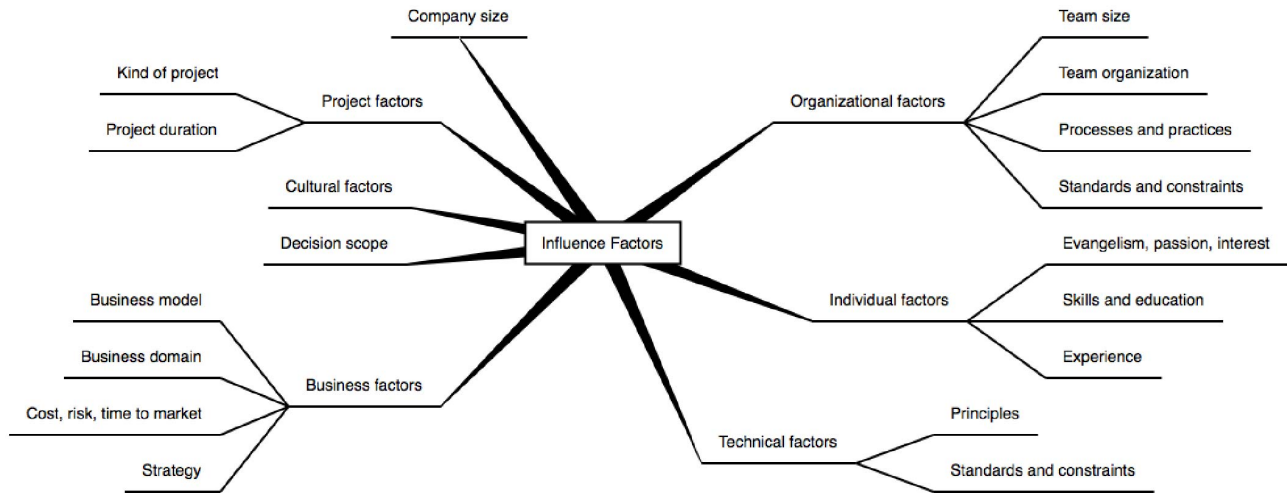 Company size
Team size
Kind of project
Team organization
Project factors
Organizational factors
Project duration
Processes and practices
Cultural factors
Standards and constraints
Decision scope
Influence Factors
Evangelism, passion, interest
Business model
Individual factors
Skills and education
Business domain
Experience
Business factors
Cost, risk, time to market
Principles
Technical factors
Strategy
Standards and constraints